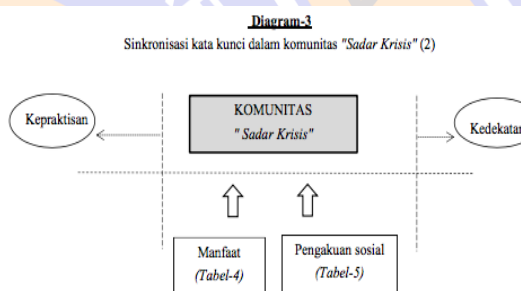 Diagram-3
Sinkronisasi kata kunci dalam komunitas "Sadar Krisis" (2)
Kepraktisan
KOMUNITAS
" Sadar Krisis"
Kedekatan
Manfaat
(Tabel-4)
Pengakuan sosial
(Tabel-5)